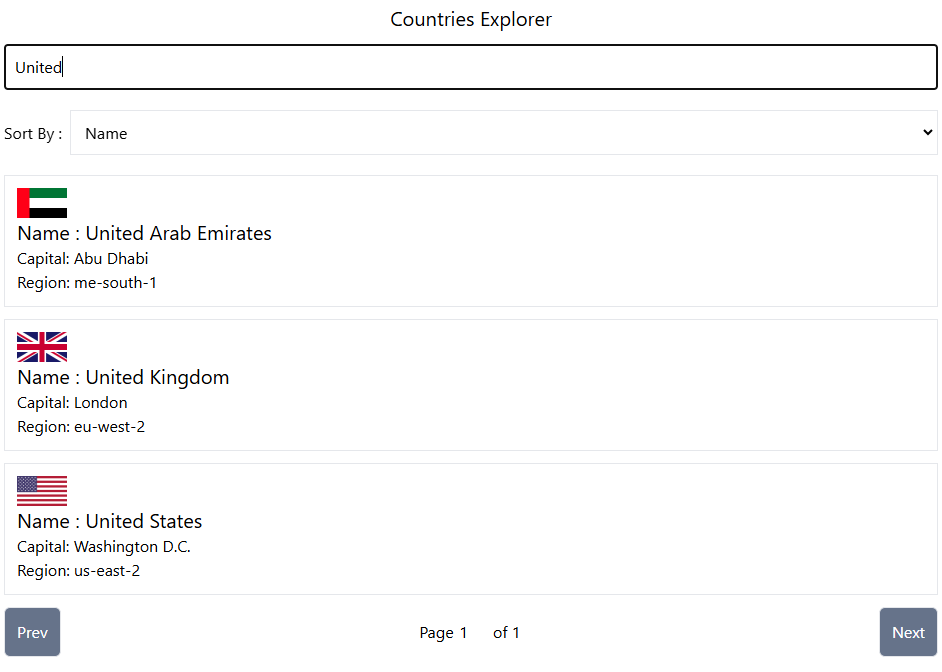 Countries Explorer
United
Sort By : Name
Name : United Arab Emirates
Capital: Abu Dhabi
Region: me-south-1
Name : United Kingdom
Capital: London
Region: eu-west-2
Name : United States
Capital: Washington D.C.
Region: us-east-2
Prev Page 1 of 1 Next